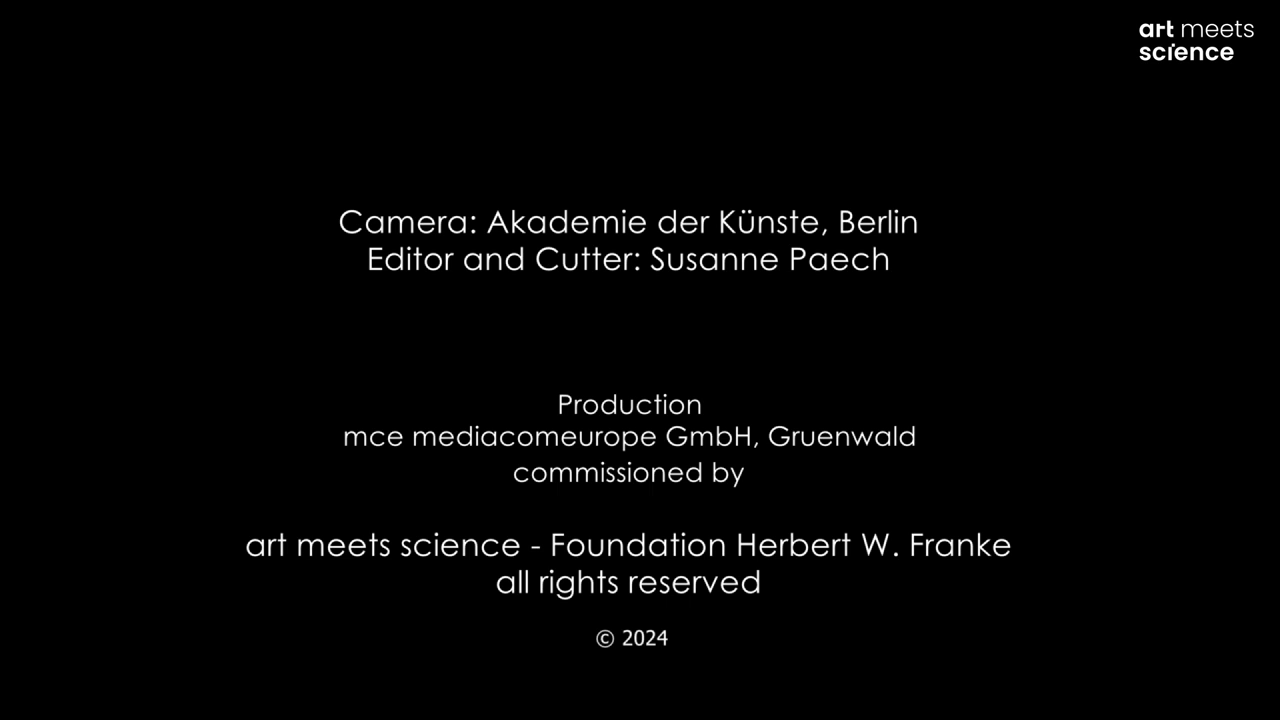 art meets
science
Camera: Akademie der Künste, Berlin
Editor and Cutter: Susanne Paech
Production
mce mediacomeurope GmbH, Gruenwald
commissioned by
art meets science - Foundation Herbert W. Franke
all rights reserved
© 2024